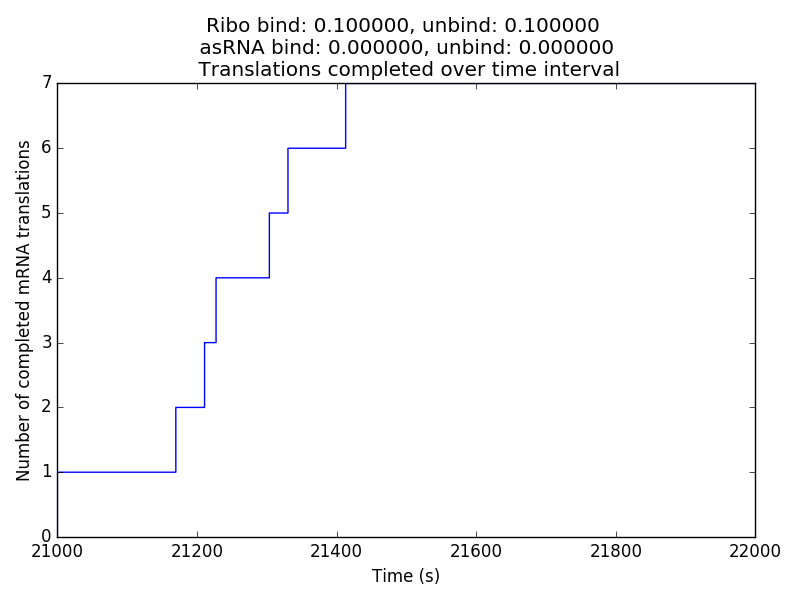 Ribo bind: 0.100000, unbind: 0.100000
asRNA bind: 0.000000, unbind: 0.000000
Translations completed over time interval
Number of completed mRNA translations
7
6
5
4
3
2
1
0
21000 21200 21400 21600 21800 22000
Time (s)